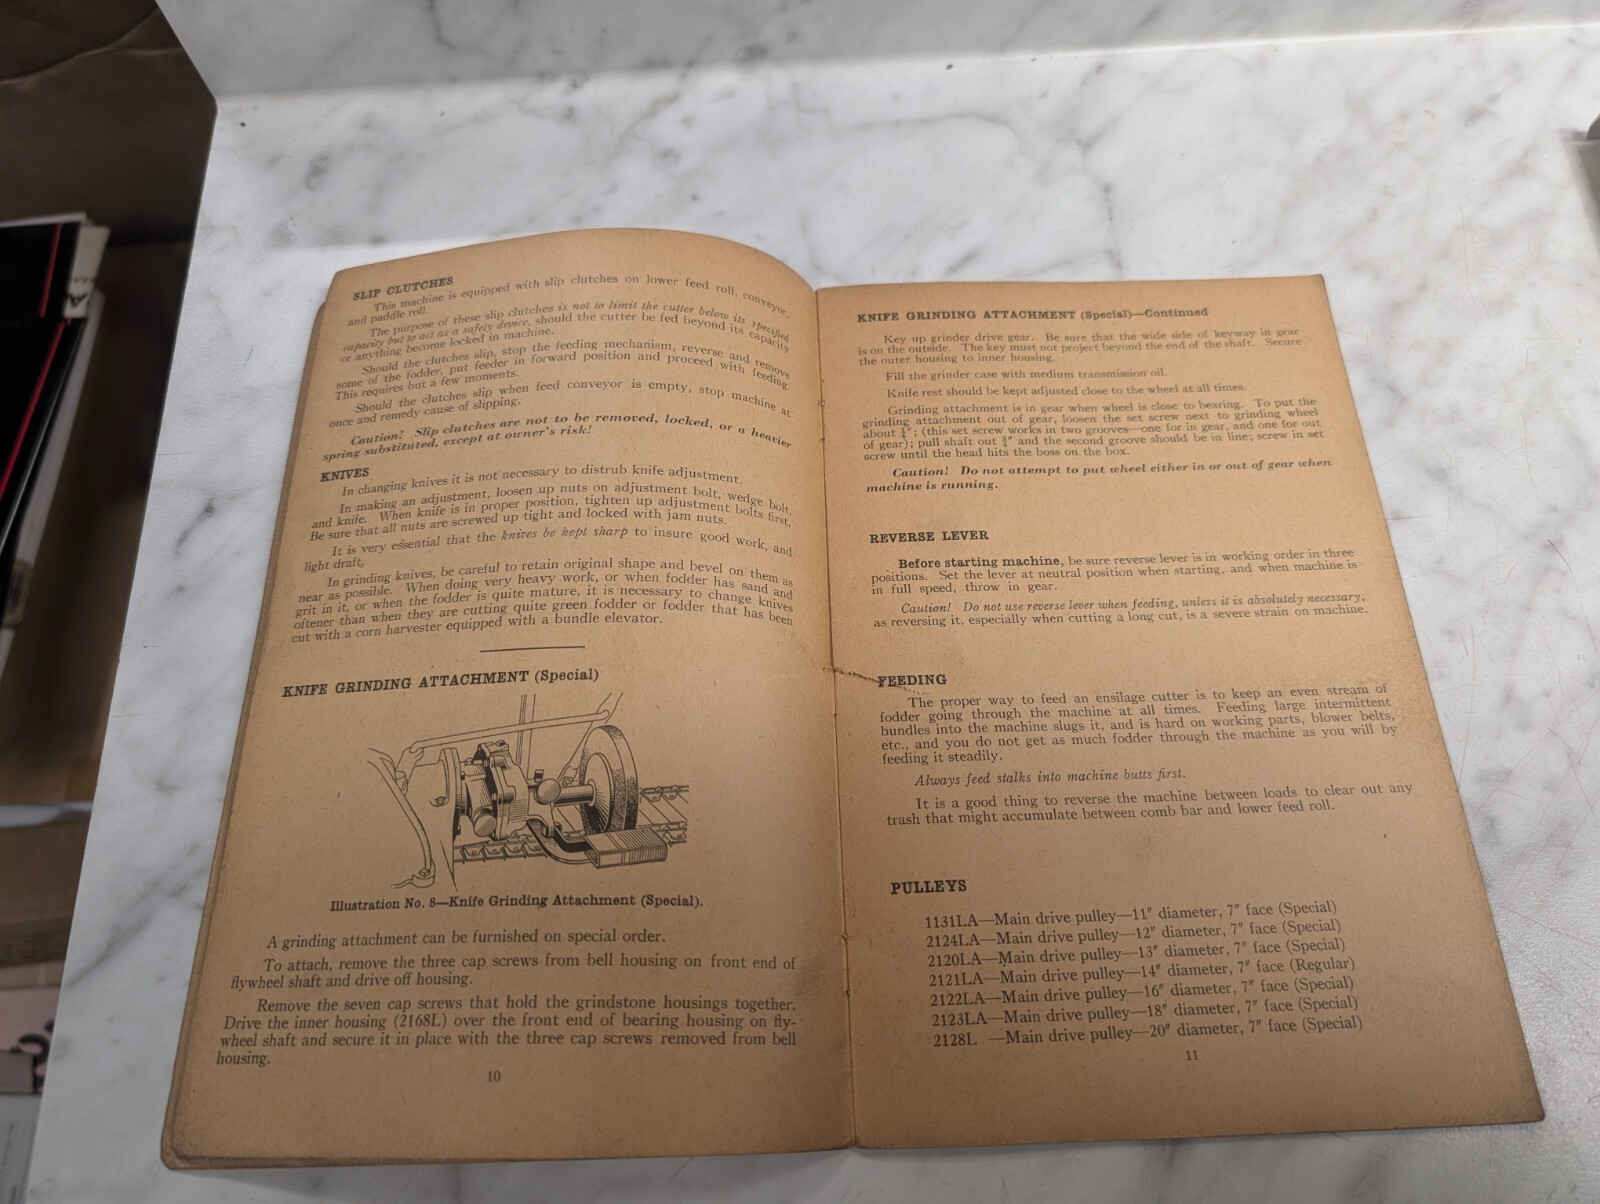 SLIP CLUTCHES
This machine is equipped with slip clutches on lower feed roll, conveyor,
and paddle roll.
The purpose of these slip clutches is not to limit the cutter below its specified
capacity but to act as a safety device, should the cutter be fed beyond its capacity
or anything become locked in machine.
Should the clutches slip, stop the feeding mechanism, reverse and remove
some of the fodder, put feeder in forward position and proceed with feeding.
This requires but a few moments.
Should the clutches slip when feed conveyor is empty, stop machine at
once and remedy cause of slipping.
Caution! Slip clutches are not to be removed, locked, or a heavier
spring substituted, except at owner's risk!
KNIVES
In changing knives it is not necessary to distrub knife adjustment.
In making an adjustment, loosen up nuts on adjustment bolt, wedge bolt,
and knife. When knife is in proper position, tighten up adjustment bolts first.
Be sure that all nuts are screwed up tight and locked with jam nuts.
It is very essential that the knives be kept sharp to insure good work, and
light draft.
In grinding knives, be careful to retain original shape and bevel on them as
near as possible. When doing very heavy work, or when fodder has sand and
grit in it, or when the fodder is quite mature, it is necessary to change knives
oftener than when they are cutting quite green fodder or fodder that has been
cut with a corn harvester equipped with a bundle elevator.
KNIFE GRINDING ATTACHMENT (Special)
Illustration No. 8—Knife Grinding Attachment (Special).
A grinding attachment can be furnished on special order.
To attach, remove the three cap screws from bell housing on front end of
flywheel shaft and drive off housing.
Remove the seven cap screws that hold the grindstone housings together.
Drive the inner housing (2168L) over the front end of bearing housing on fly-
wheel shaft and secure it in place with the three cap screws removed from bell
housing.
10
KNIFE GRINDING ATTACHMENT (Special)—Continued
Key up grinder drive gear. Be sure that the wide side of keyway in gear
is on the outside. The key must not project beyond the end of the shaft. Secure
the outer housing to inner housing.
Fill the grinder case with medium transmission oil.
Knife rest should be kept adjusted close to the wheel at all times.
Grinding attachment is in gear when wheel is close to bearing. To put the
grinding attachment out of gear, loosen the set screw next to grinding wheel
about ¼"; (this set screw works in two grooves—one for in gear, and one for out
of gear); pull shaft out ¾" and the second groove should be in line; screw in set
screw until the head hits the boss on the box.
Caution! Do not attempt to put wheel either in or out of gear when
machine is running.
REVERSE LEVER
Before starting machine, be sure reverse lever is in working order in three
positions. Set the lever at neutral position when starting, and when machine is
in full speed, throw in gear.
Caution! Do not use reverse lever when feeding, unless it is absolutely necessary,
as reversing it, especially when cutting a long cut, is a severe strain on machine.
FEEDING
The proper way to feed an ensilage cutter is to keep an even stream of
fodder going through the machine at all times. Feeding large intermittent
bundles into the machine slugs it, and is hard on working parts, blower belts,
etc., and you do not get as much fodder through the machine as you will by
feeding it steadily.
Always feed stalks into machine butts first.
It is a good thing to reverse the machine between loads to clear out any
trash that might accumulate between comb bar and lower feed roll.
PULLEYS
1131LA—Main drive pulley—11" diameter, 7" face (Special)
2124LA—Main drive pulley—12" diameter, 7" face (Special)
2120LA—Main drive pulley—13" diameter, 7" face (Special)
2121LA—Main drive pulley—14" diameter, 7" face (Regular)
2122LA—Main drive pulley—16" diameter, 7" face (Special)
2123LA—Main drive pulley—18" diameter, 7" face (Special)
2128L —Main drive pulley—20" diameter, 7" face (Special)
11